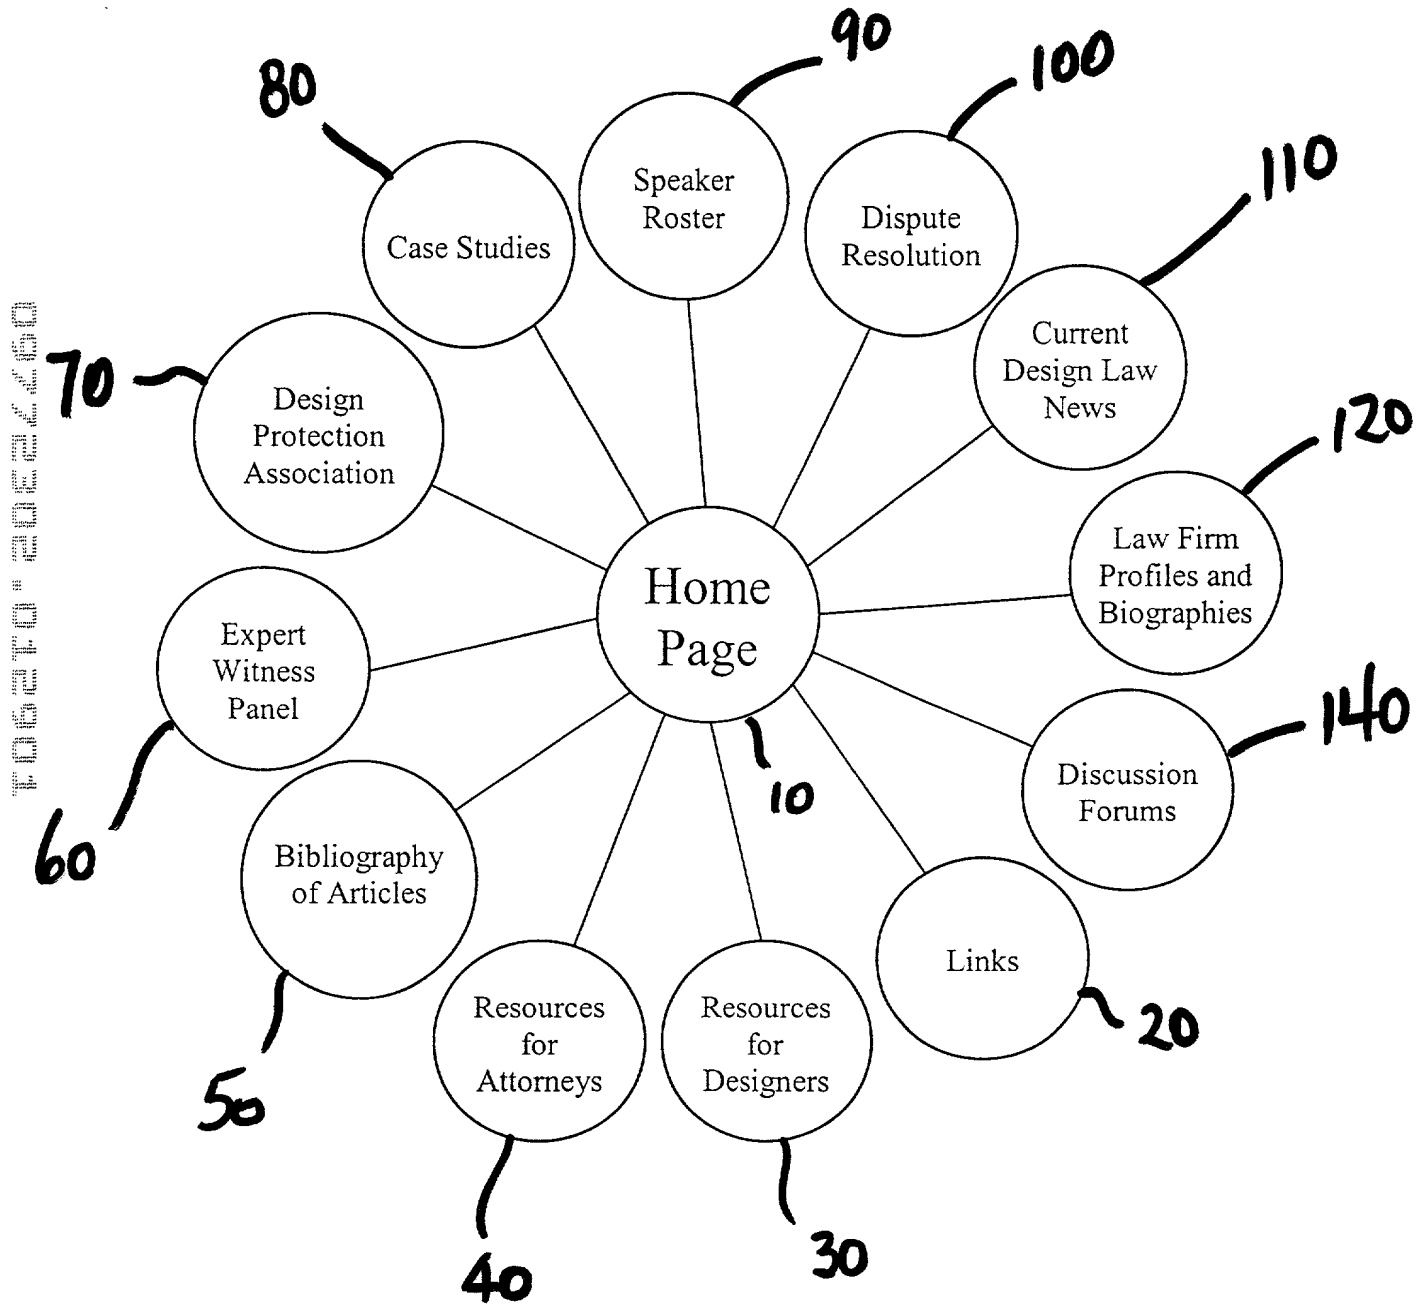 90
100
80
110
Speaker
Roster
Dispute
Resolution
Case Studies
Current
Design Law
News
70
Design
Protection
Association
120
Law Firm
Profiles and
Biographies
Home
Page
Expert
Witness
Panel
140
10
Discussion
Forums
60
Bibliography
of Articles
Links
Resources
for
Attorneys
Resources
for
Designers
20
50
40
30